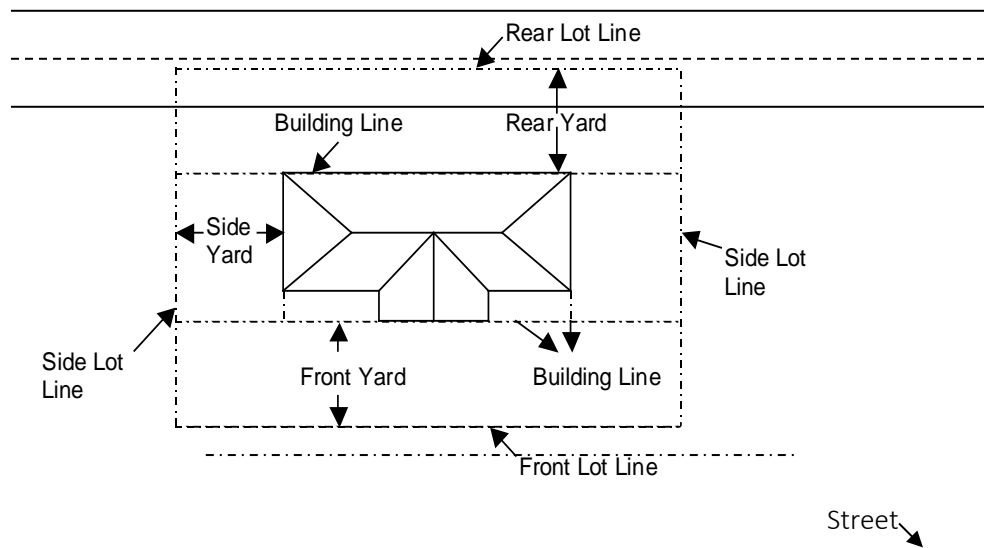 Rear Lot Line
Building Line
Rear Yard
Side
Yard
Side Lot
Line
Side Lot
Line
Front Yard
Building Line
Front Lot Line
Street